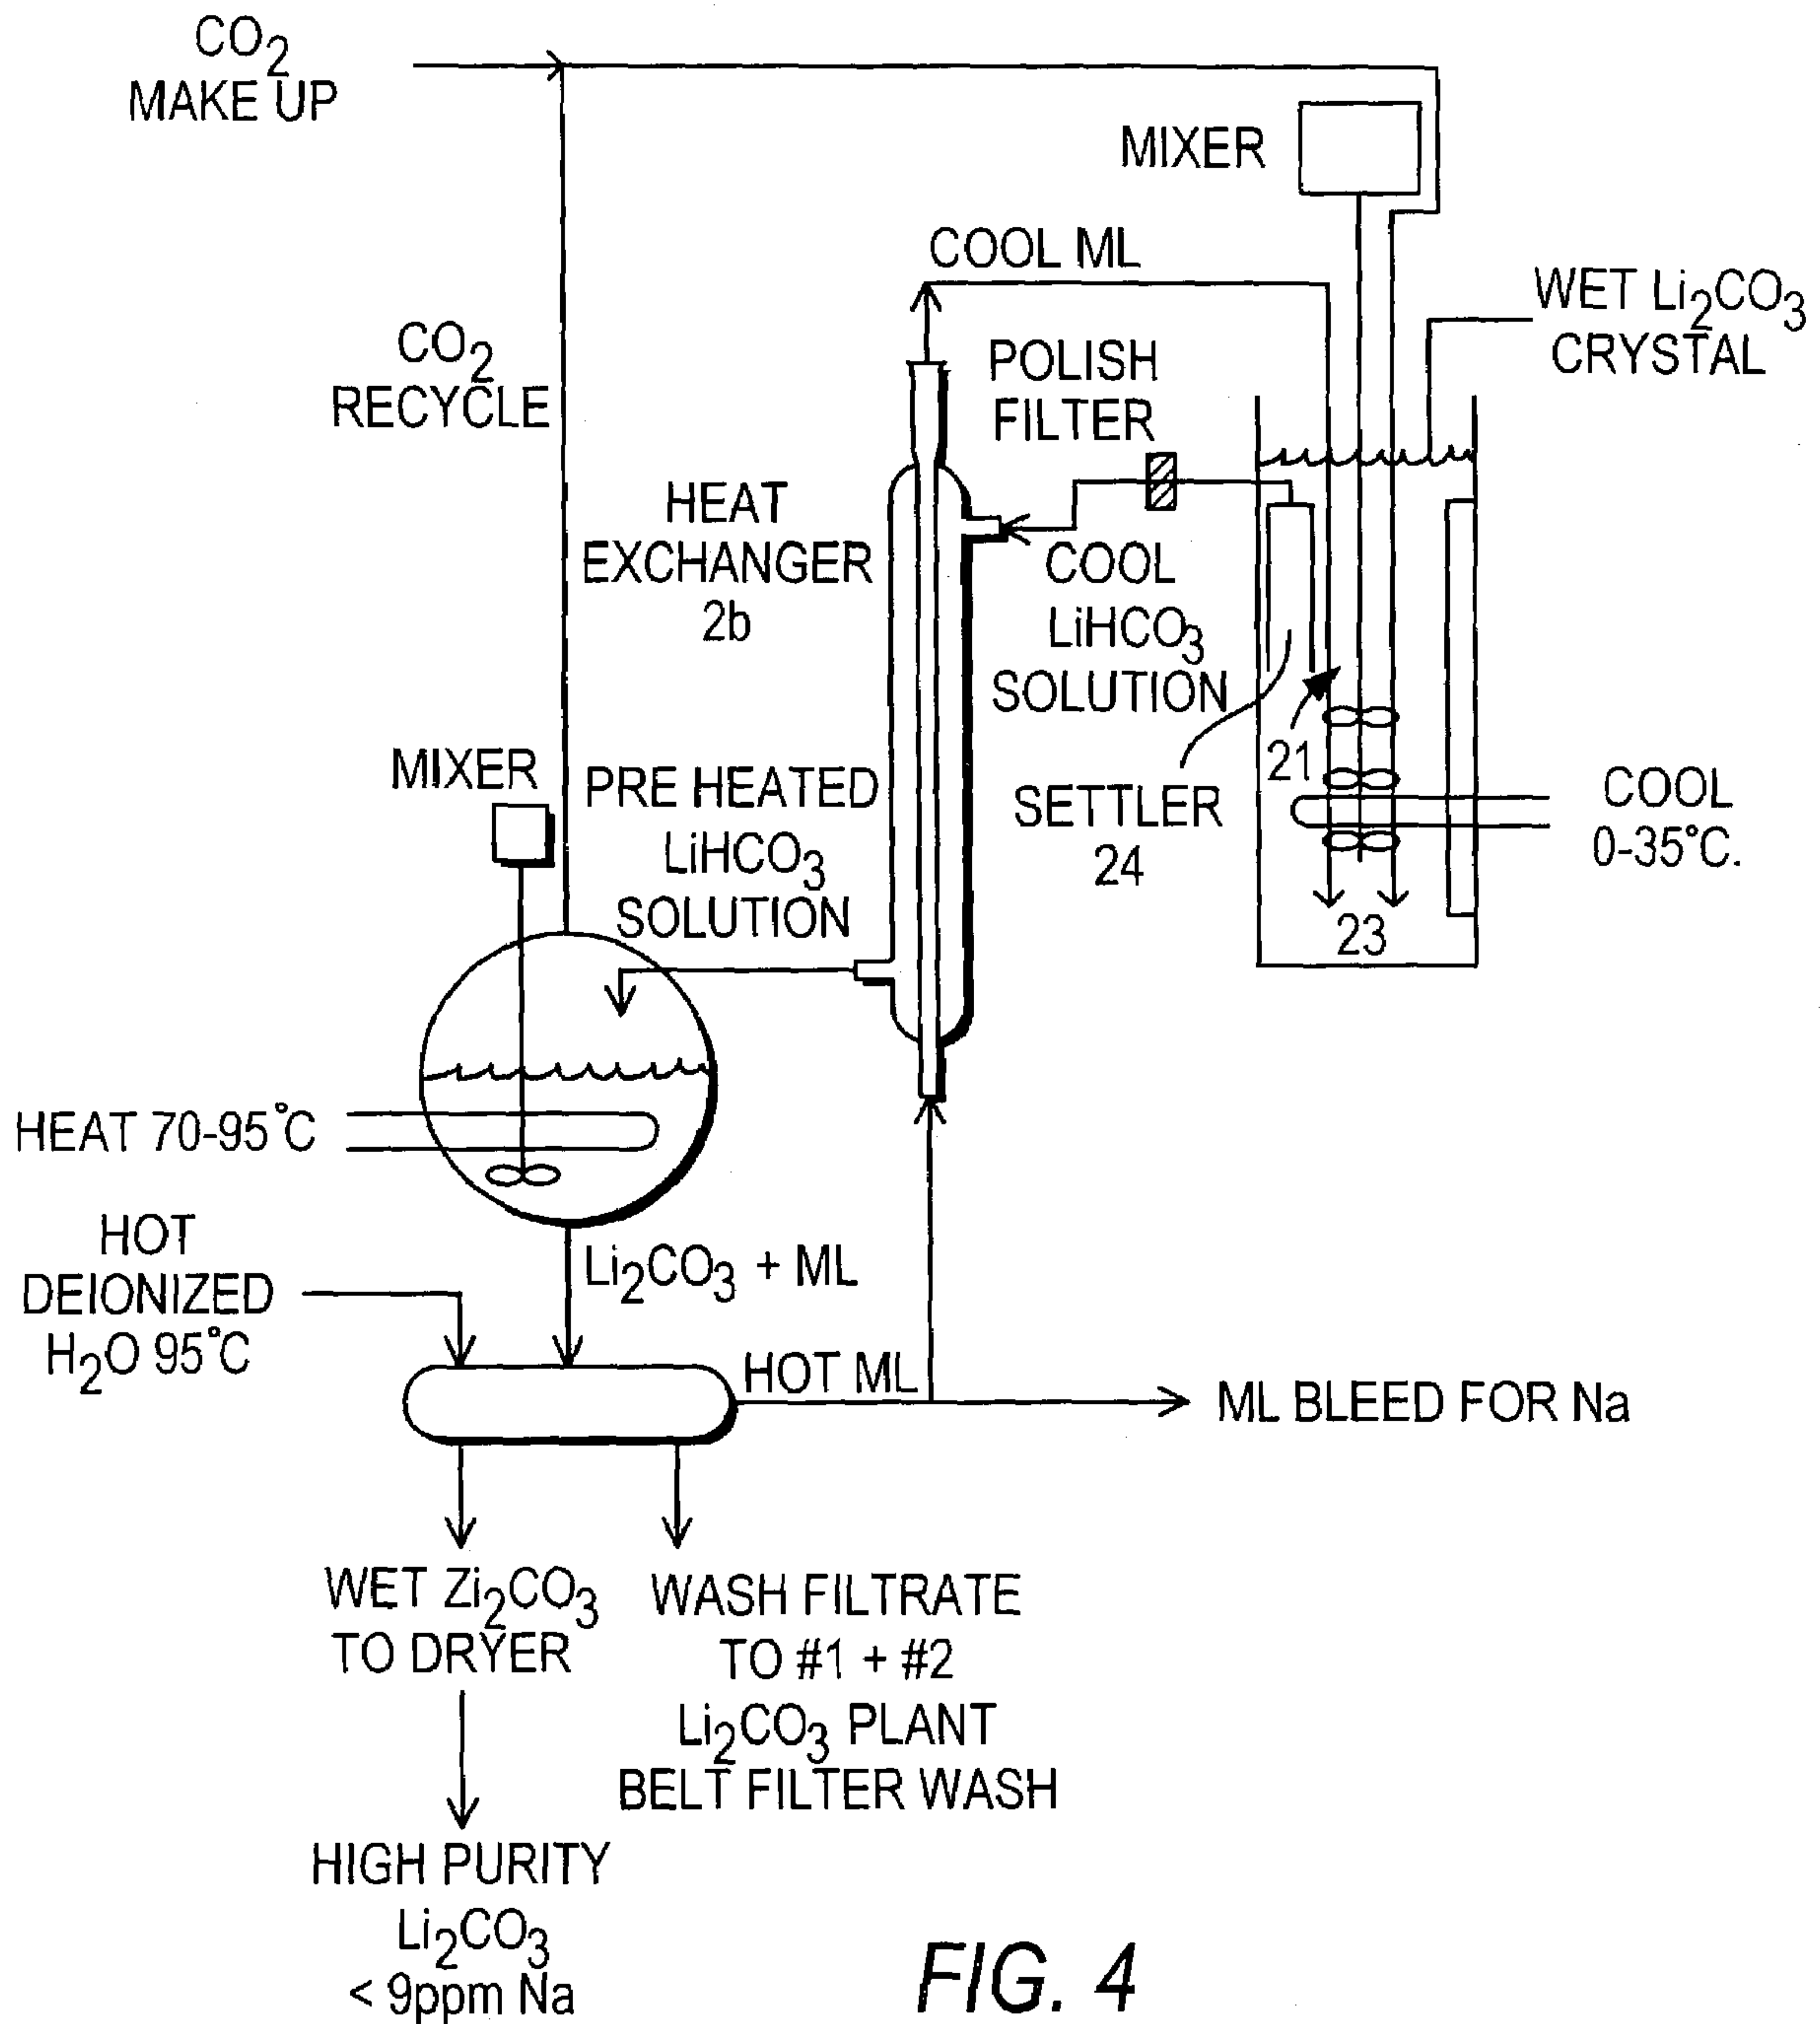 CO2
MAKE UP
MIXER
COOL ML
WET Li2CO3
CRYSTAL
CO2
RECYCLE
POLISH
FILTER
HEAT
EXCHANGER
2b
COOL
LiHCO3
SOLUTION
MIXER
PRE HEATED
LiHCO3
SOLUTION
SETTLER
24
21
COOL
0-35°C.
23
HEAT 70-95°C
HOT
DEIONIZED
H2O 95°C
Li2CO3 + ML
HOT ML
ML BLEED FOR Na
WET Zi2CO3
TO DRYER
WASH FILTRATE
TO #1 + #2
Li2CO3 PLANT
BELT FILTER WASH
HIGH PURITY
Li2CO3
< 9ppm Na
FIG. 4